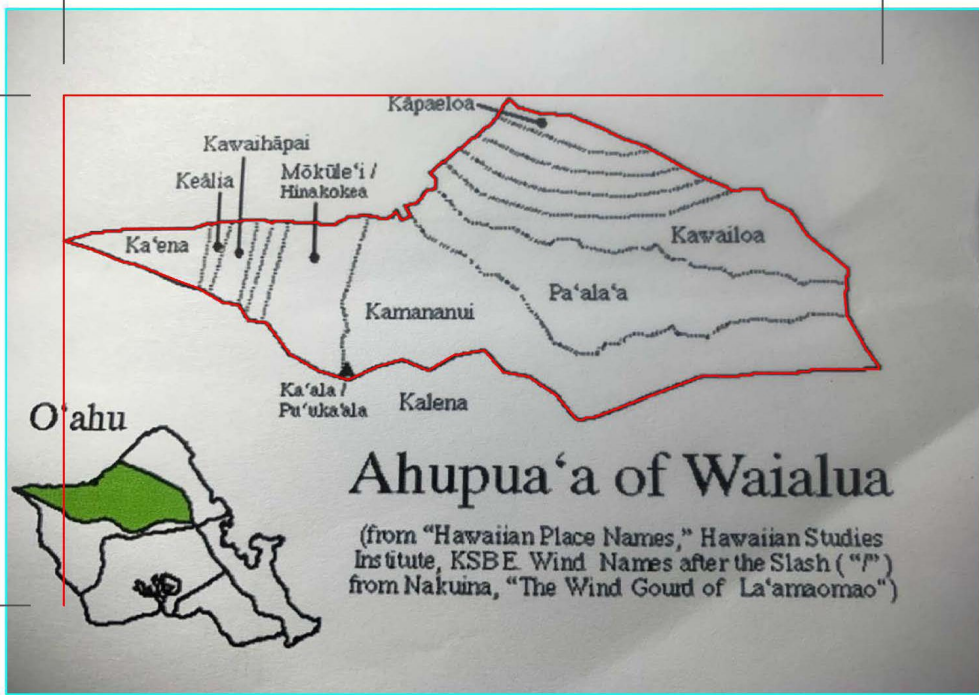 Kāpaeloa
Kawaihāpai
Keālia
Mōkūle‘i /
Hinakokea
Ka‘ena
Kawailoa
Pa‘ala‘a
Kamananui
Ka‘ala /
Pu‘uka‘ala
Kalena
O‘ahu
Ahupua‘a of Waialua
(from “Hawaiian Place Names,” Hawaiian Studies
Institute, KSBE. Wind Names after the Slash (“/”)
from Nakuina, “The Wind Gourd of La‘amaomao”)